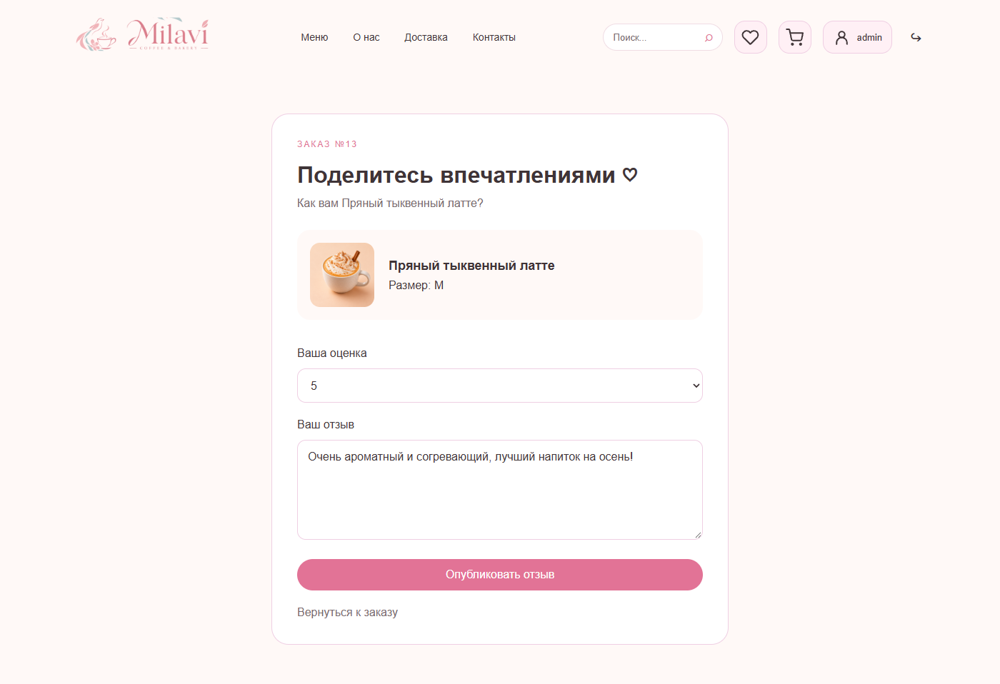 Milavi
COFFEE & BAKERY
Меню
О нас
Доставка
Контакты
Поиск...
admin
ЗАКАЗ №13
Поделитесь впечатлениями ♡
Как вам Пряный тыквенный латте?
Пряный тыквенный латте
Размер: M
Ваша оценка
5
Ваш отзыв
Очень ароматный и согревающий, лучший напиток на осень!
Опубликовать отзыв
Вернуться к заказу